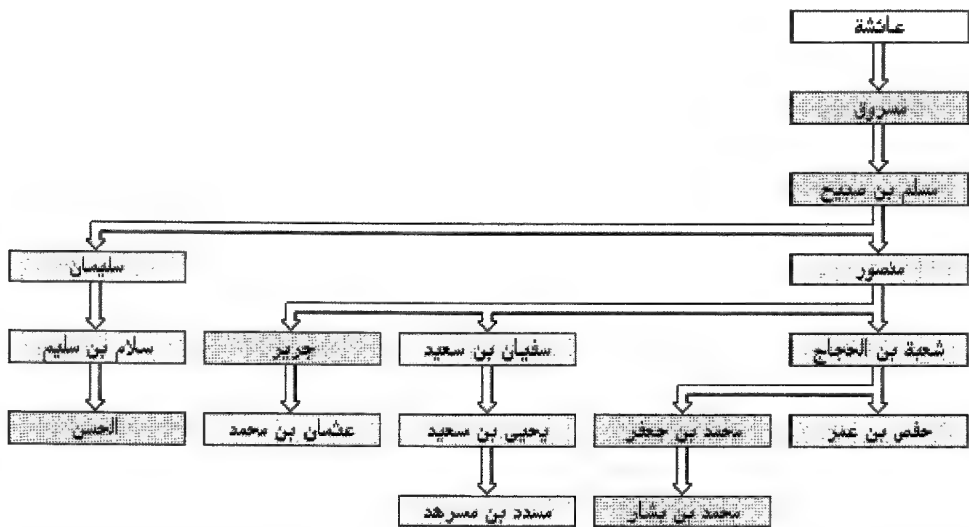 عائشة
مسروق
مسلم بن صبيح
منصور
سليمان
شعبة بن الحجاج
سفيان بن سعيد
جرير
سلام بن سليم
حفص بن عمر
محمد بن جعفر
يحيى بن سعيد
عثمان بن محمد
الحسن
محمد بن بشار
مسدد بن مسرهد